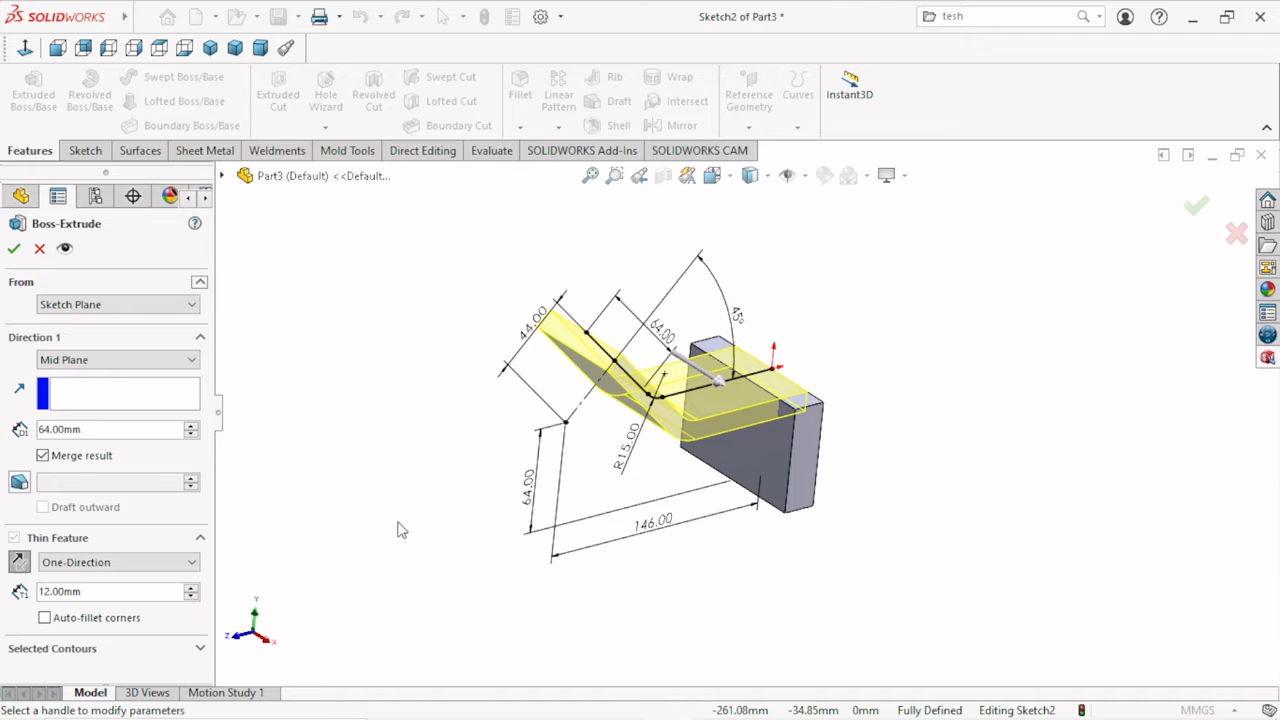 SOLIDWORKS
Sketch2 of Part3 *
tesh
Extruded Boss/Base
Revolved Boss/Base
Swept Boss/Base
Lofted Boss/Base
Boundary Boss/Base
Extruded Cut
Hole Wizard
Revolved Cut
Swept Cut
Lofted Cut
Boundary Cut
Fillet
Linear Pattern
Rib
Draft
Shell
Wrap
Intersect
Mirror
Reference Geometry
Curves
Instant3D
Features
Sketch
Surfaces
Sheet Metal
Weldments
Mold Tools
Direct Editing
Evaluate
SOLIDWORKS Add-Ins
SOLIDWORKS CAM
Part3 (Default) <<Default...
Boss-Extrude
From
Sketch Plane
Direction 1
Mid Plane
64.00mm
Merge result
Draft outward
Thin Feature
One-Direction
12.00mm
Auto-fillet corners
Selected Contours
44.00
64.00
45°
R15.00
64.00
146.00
Y
Z
X
Model
3D Views
Motion Study 1
Select a handle to modify parameters
-261.08mm
-34.85mm
0mm
Fully Defined
Editing Sketch2
MMGS